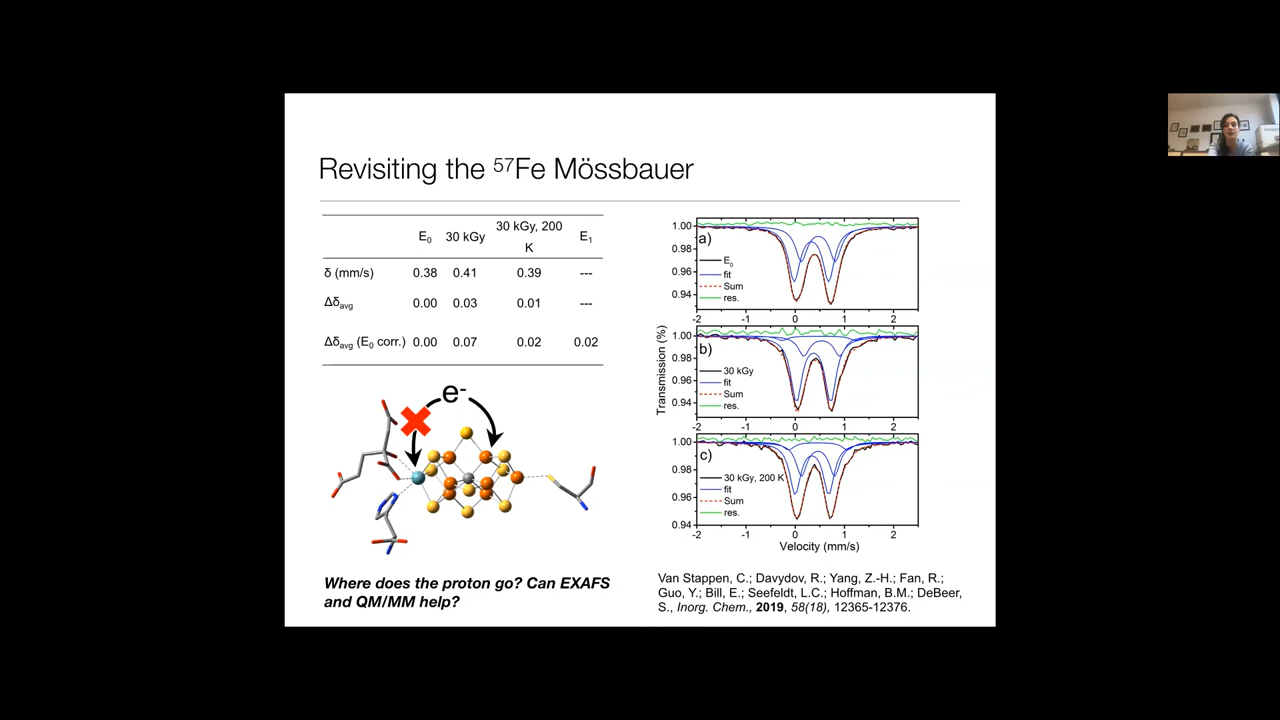 Revisiting the ⁵⁷Fe Mössbauer
E₀ 30 kGy 30 kGy, 200 K E₁
δ (mm/s) 0.38 0.41 0.39 ---
Δδavg 0.00 0.03 0.01 ---
Δδavg (E₀ corr.) 0.00 0.07 0.02 0.02
e⁻
Where does the proton go? Can EXAFS
and QM/MM help?
Transmission (%)
1.00
0.98
0.96
0.94
a)
E₀
fit
Sum
res.
-2 -1 0 1 2
1.00
0.98
0.96
0.94
b)
30 kGy
fit
Sum
res.
-2 -1 0 1 2
1.00
0.98
0.96
0.94
c)
30 kGy, 200 K
fit
Sum
res.
-2 -1 0 1 2
Velocity (mm/s)
Van Stappen, C.; Davydov, R.; Yang, Z.-H.; Fan, R.;
Guo, Y.; Bill, E.; Seefeldt, L.C.; Hoffman, B.M.; DeBeer,
S., Inorg. Chem., 2019, 58(18), 12365-12376.